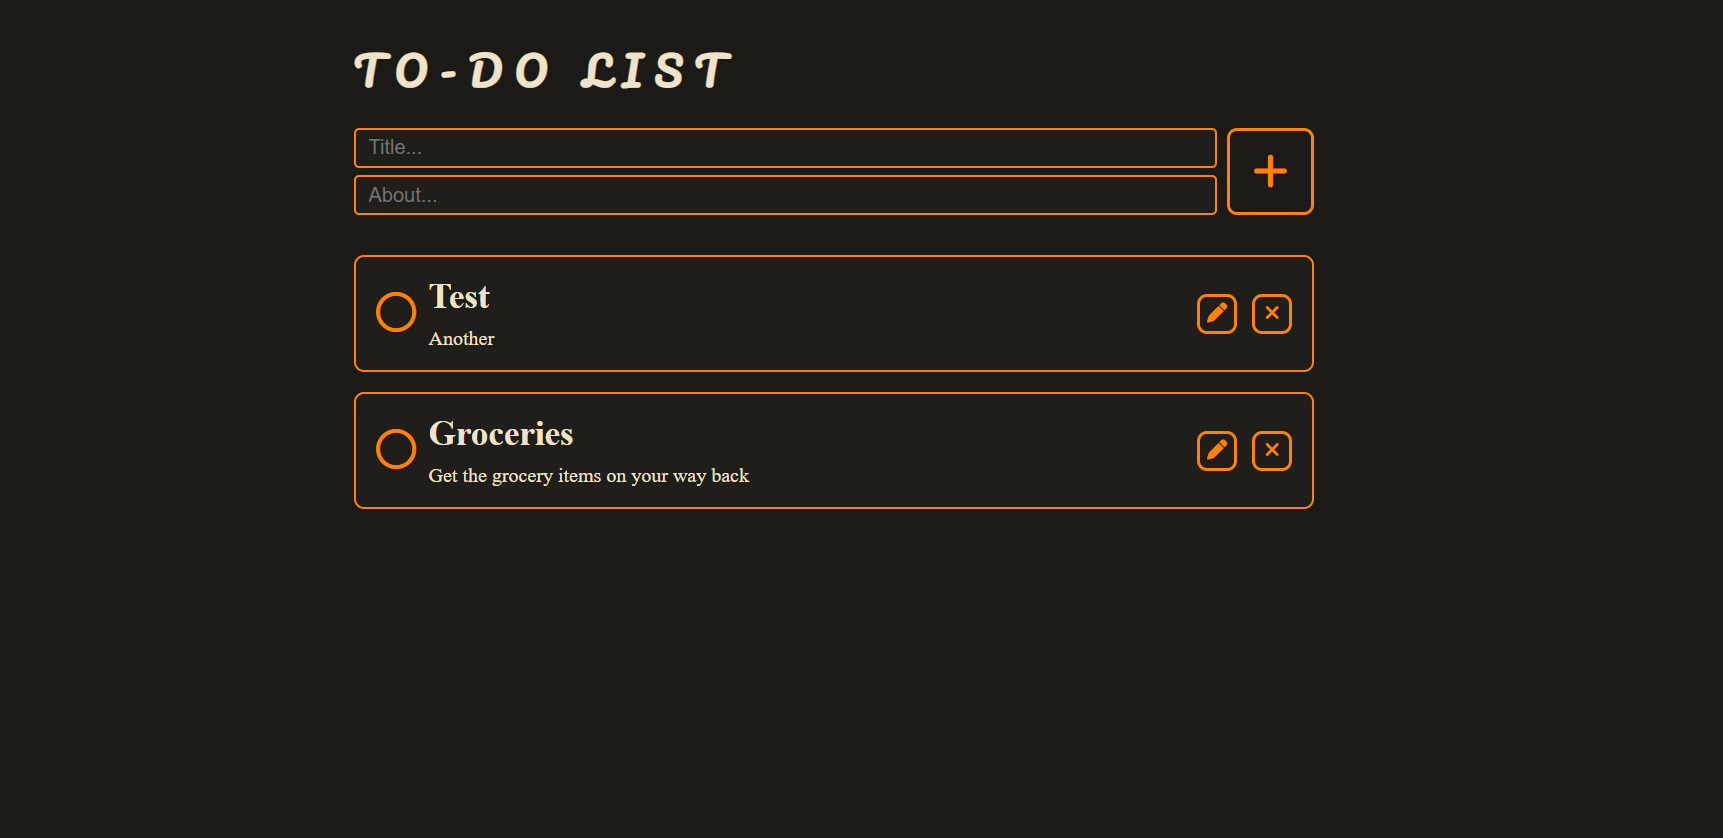 TO-DO LIST
Title...
About...
Test
Another
Groceries
Get the grocery items on your way back